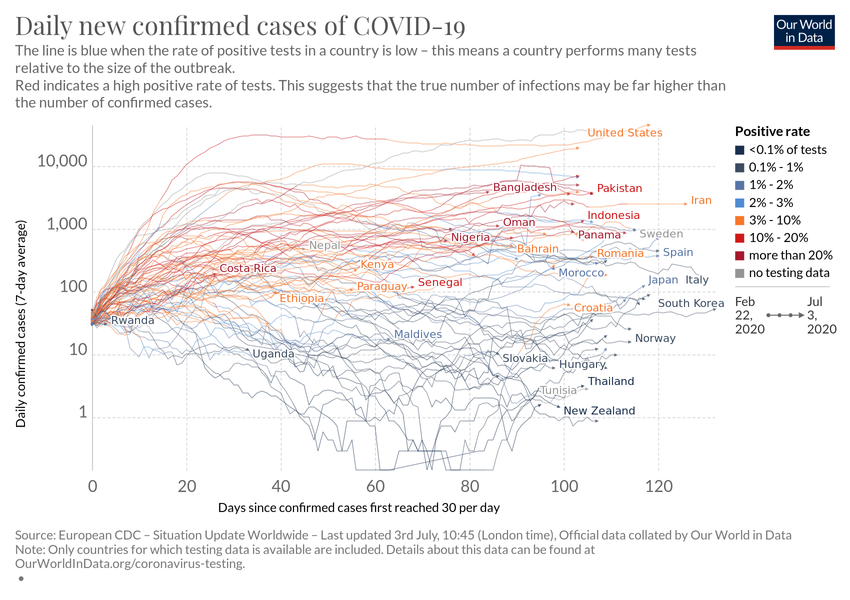 Daily new confirmed cases of COVID-19
Our World
in Data
The line is blue when the rate of positive tests in a country is low – this means a country performs many tests
relative to the size of the outbreak.
Red indicates a high positive rate of tests. This suggests that the true number of infections may be far higher than
the number of confirmed cases.
Daily confirmed cases (7-day average)
10,000
1,000
100
10
1
United States
Bangladesh
Pakistan
Iran
Indonesia
Oman
Panama
Sweden
Nigeria
Nepal
Bahrain
Romania
Spain
Costa Rica
Kenya
Morocco
Paraguay
Senegal
Japan
Italy
Ethiopia
Croatia
South Korea
Rwanda
Maldives
Norway
Uganda
Slovakia
Hungary
Thailand
Tunisia
New Zealand
0
20
40
60
80
100
120
Days since confirmed cases first reached 30 per day
Positive rate
<0.1% of tests
0.1% - 1%
1% - 2%
2% - 3%
3% - 10%
10% - 20%
more than 20%
no testing data
Feb
22,
2020
Jul
3,
2020
Source: European CDC – Situation Update Worldwide – Last updated 3rd July, 10:45 (London time), Official data collated by Our World in Data
Note: Only countries for which testing data is available are included. Details about this data can be found at
OurWorldInData.org/coronavirus-testing.